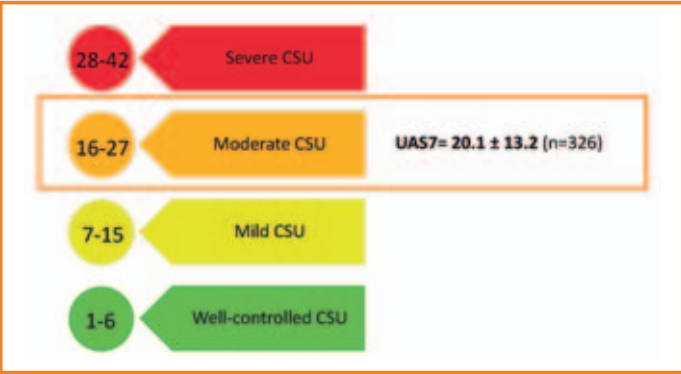 28-42 Severe CSU
16-27 Moderate CSU UAS7= 20.1 ± 13.2 (n=326)
7-15 Mild CSU
1-6 Well-controlled CSU